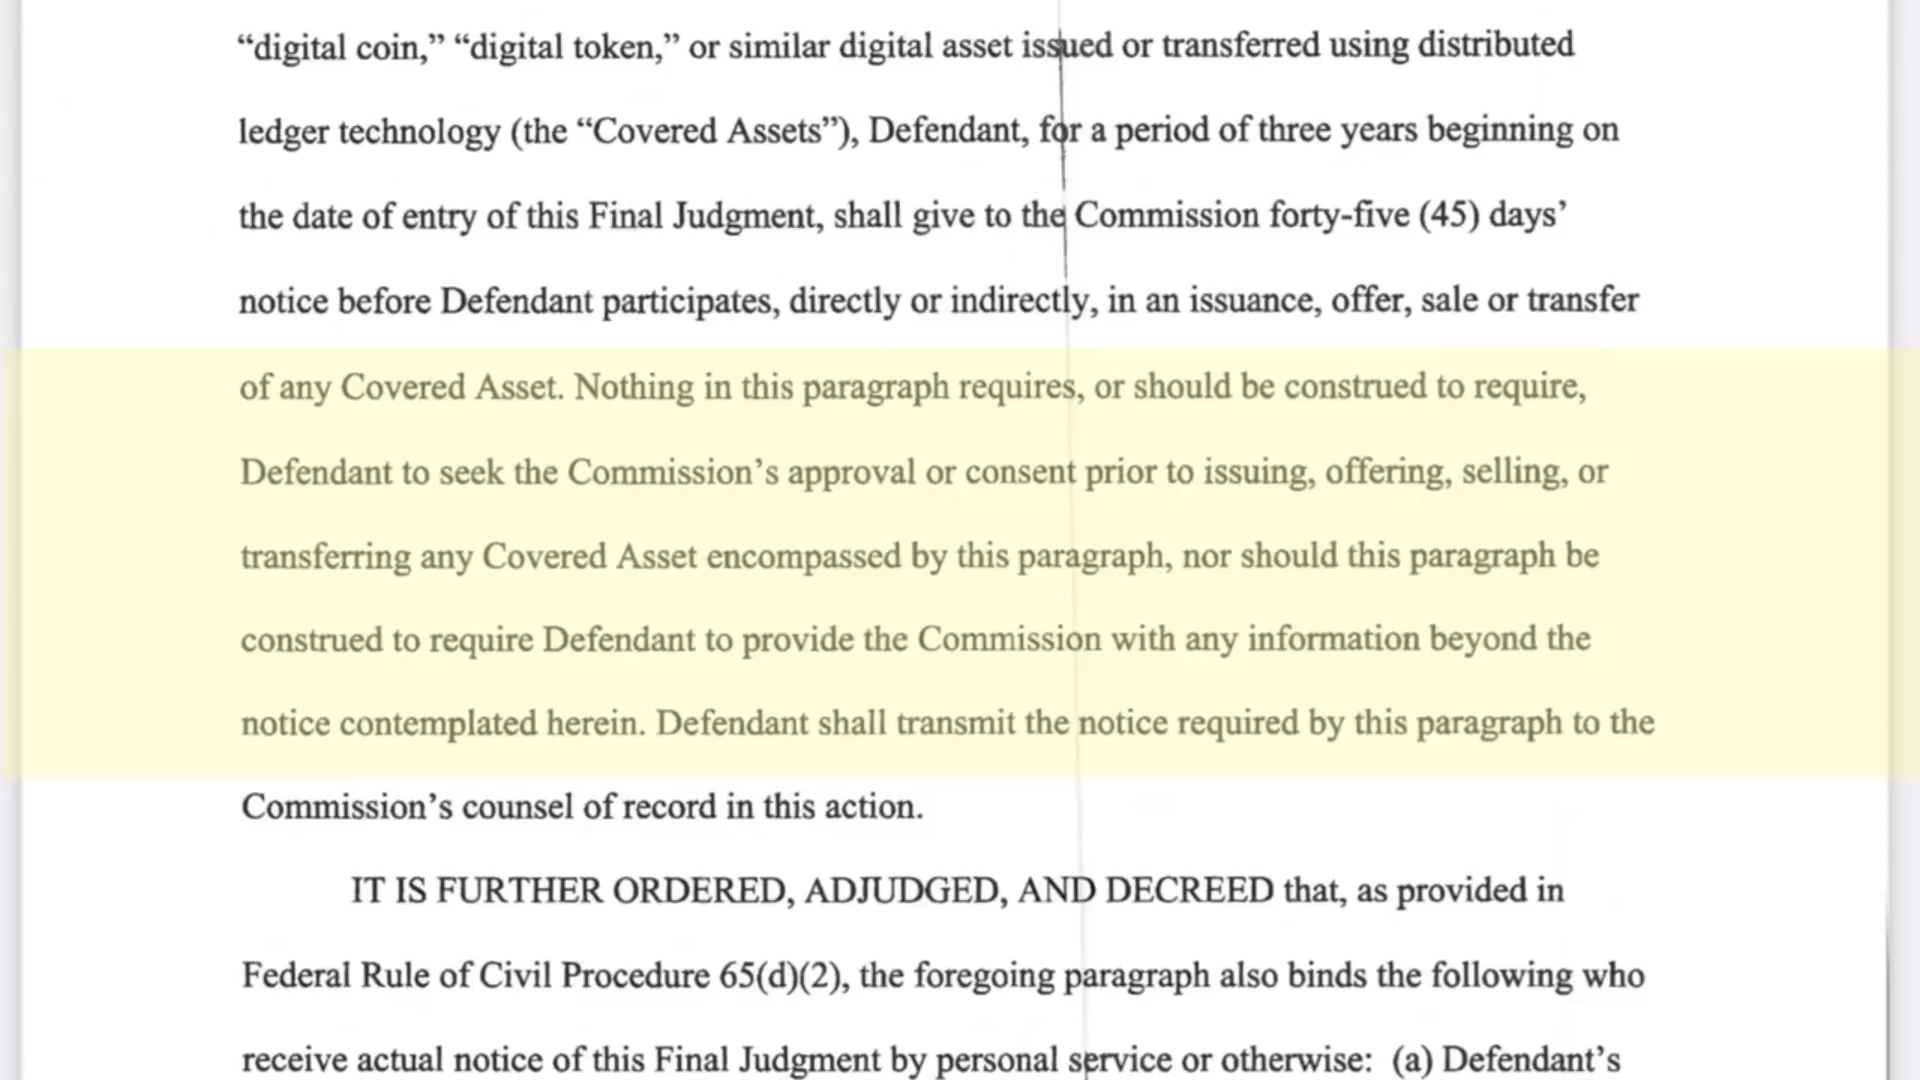 “digital coin,” “digital token,” or similar digital asset issued or transferred using distributed
ledger technology (the “Covered Assets”), Defendant, for a period of three years beginning on
the date of entry of this Final Judgment, shall give to the Commission forty-five (45) days’
notice before Defendant participates, directly or indirectly, in an issuance, offer, sale or transfer
of any Covered Asset. Nothing in this paragraph requires, or should be construed to require,
Defendant to seek the Commission’s approval or consent prior to issuing, offering, selling, or
transferring any Covered Asset encompassed by this paragraph, nor should this paragraph be
construed to require Defendant to provide the Commission with any information beyond the
notice contemplated herein. Defendant shall transmit the notice required by this paragraph to the
Commission’s counsel of record in this action.
IT IS FURTHER ORDERED, ADJUDGED, AND DECREED that, as provided in
Federal Rule of Civil Procedure 65(d)(2), the foregoing paragraph also binds the following who
receive actual notice of this Final Judgment by personal service or otherwise: (a) Defendant’s